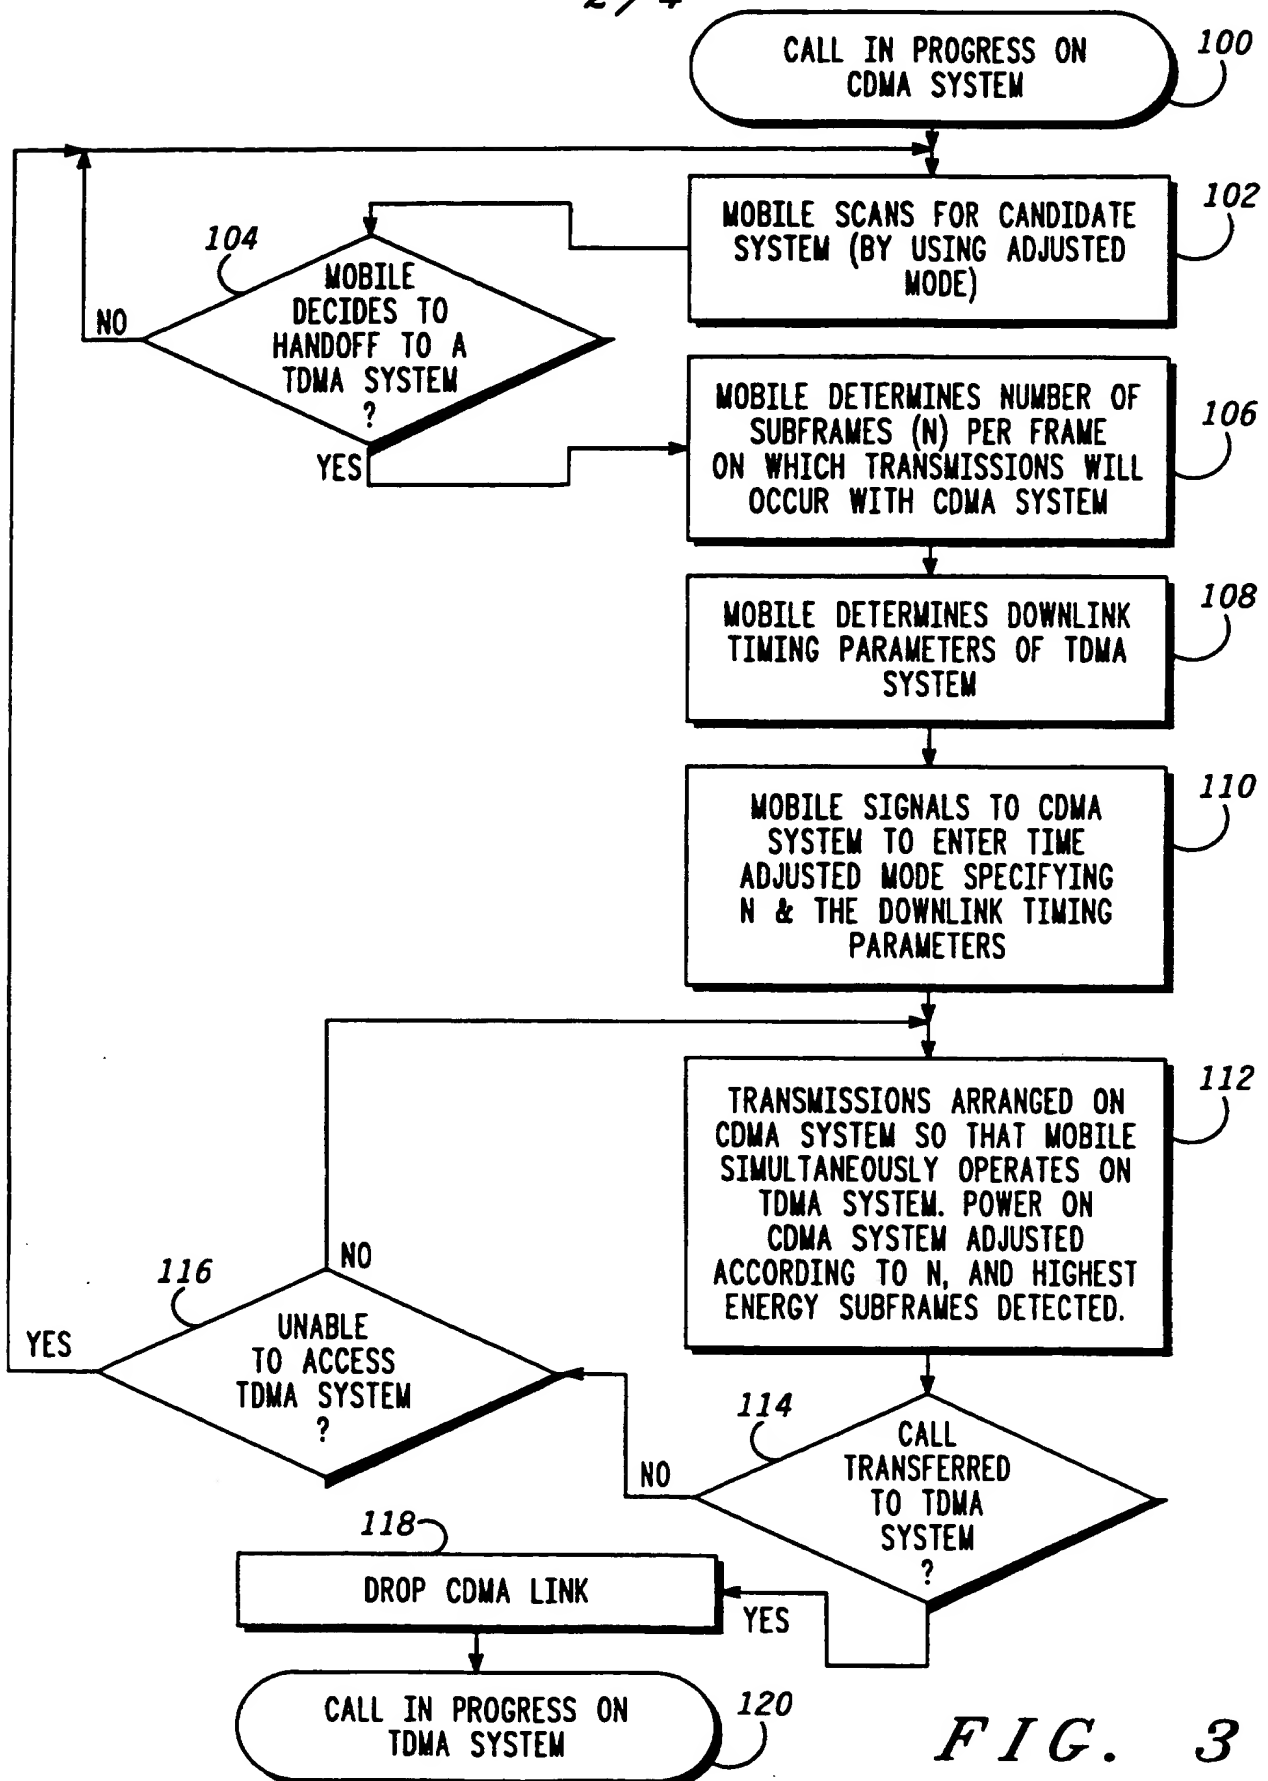 2/4
CALL IN PROGRESS ON
CDMA SYSTEM
100
MOBILE SCANS FOR CANDIDATE
SYSTEM (BY USING ADJUSTED
MODE)
102
104
MOBILE
DECIDES TO
HANDOFF TO A
TDMA SYSTEM
?
NO
YES
MOBILE DETERMINES NUMBER OF
SUBFRAMES (N) PER FRAME
ON WHICH TRANSMISSIONS WILL
OCCUR WITH CDMA SYSTEM
106
MOBILE DETERMINES DOWNLINK
TIMING PARAMETERS OF TDMA
SYSTEM
108
MOBILE SIGNALS TO CDMA
SYSTEM TO ENTER TIME
ADJUSTED MODE SPECIFYING
N & THE DOWNLINK TIMING
PARAMETERS
110
TRANSMISSIONS ARRANGED ON
CDMA SYSTEM SO THAT MOBILE
SIMULTANEOUSLY OPERATES ON
TDMA SYSTEM. POWER ON
CDMA SYSTEM ADJUSTED
ACCORDING TO N, AND HIGHEST
ENERGY SUBFRAMES DETECTED.
112
116
NO
YES
UNABLE
TO ACCESS
TDMA SYSTEM
?
114
CALL
TRANSFERRED
TO TDMA
SYSTEM
?
NO
YES
118
DROP CDMA LINK
CALL IN PROGRESS ON
TDMA SYSTEM
120
FIG. 3